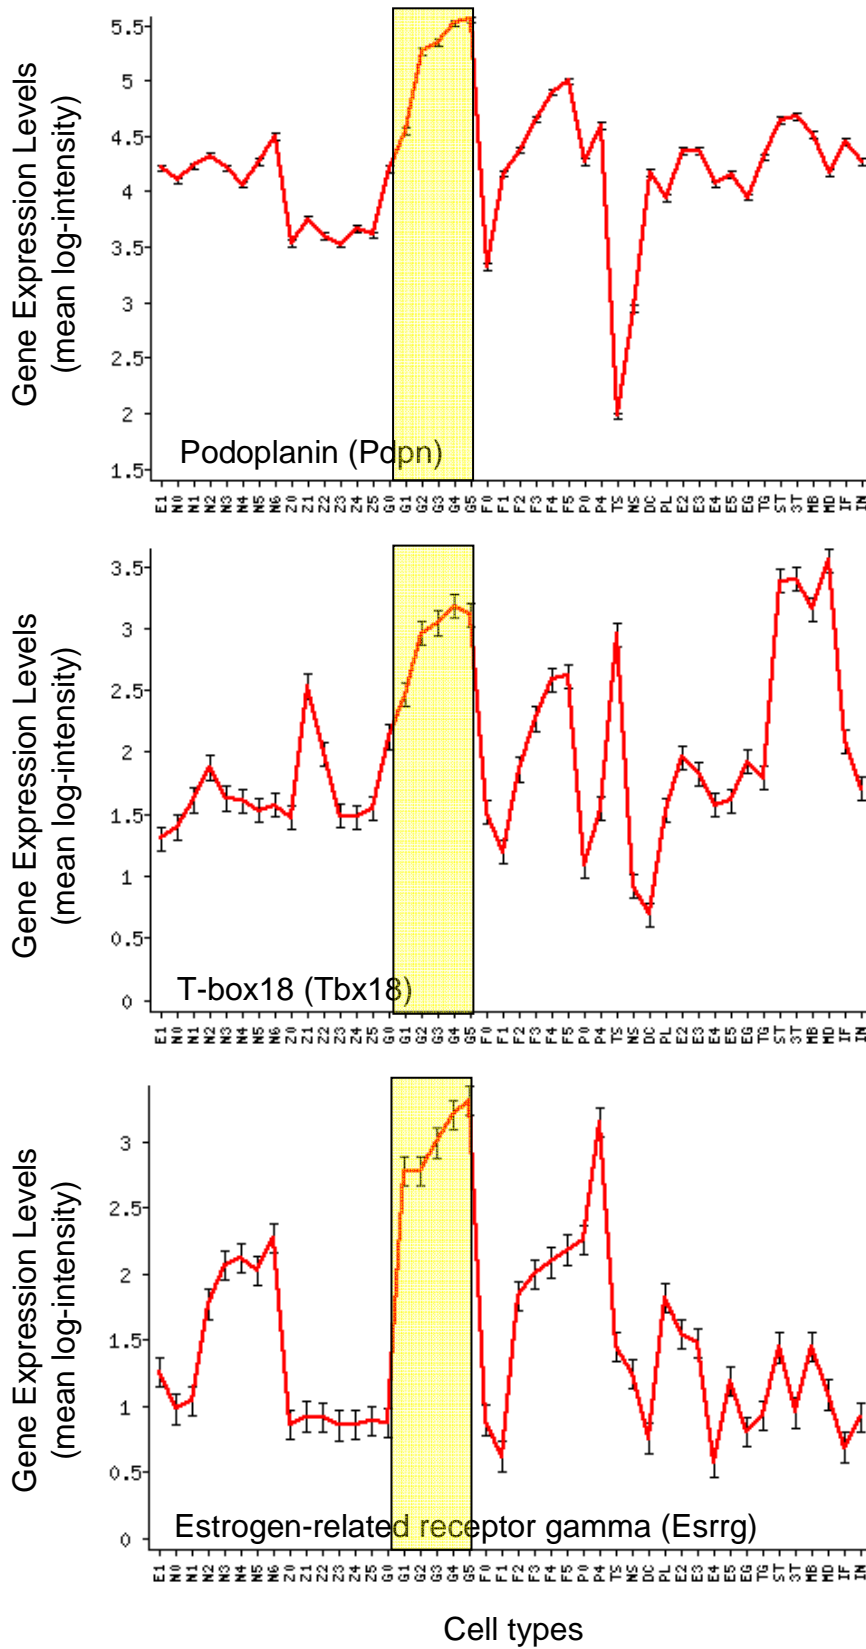 Gene Expression Levels
(mean log-intensity)
5.5
5
4.5
4
3.5
3
2.5
2
1.5
Podoplanin (Pdpn)
E1 N0 N1 N2 N3 N4 N5 N6 Z0 Z1 Z2 Z3 Z4 Z5 G0 G1 G2 G3 G4 G5 F0 F1 F2 F3 F4 F5 P0 P4 TS NS DC PL E2 E3 E4 E5 EG TG ST 3T MB MD IF IN
Gene Expression Levels
(mean log-intensity)
3.5
3
2.5
2
1.5
1
0.5
0
T-box18 (Tbx18)
E1 N0 N1 N2 N3 N4 N5 N6 Z0 Z1 Z2 Z3 Z4 Z5 G0 G1 G2 G3 G4 G5 F0 F1 F2 F3 F4 F5 P0 P4 TS NS DC PL E2 E3 E4 E5 EG TG ST 3T MB MD IF IN
Gene Expression Levels
(mean log-intensity)
3
2.5
2
1.5
1
0.5
0
Estrogen-related receptor gamma (Esrrg)
E1 N0 N1 N2 N3 N4 N5 N6 Z0 Z1 Z2 Z3 Z4 Z5 G0 G1 G2 G3 G4 G5 F0 F1 F2 F3 F4 F5 P0 P4 TS NS DC PL E2 E3 E4 E5 EG TG ST 3T MB MD IF IN
Cell types